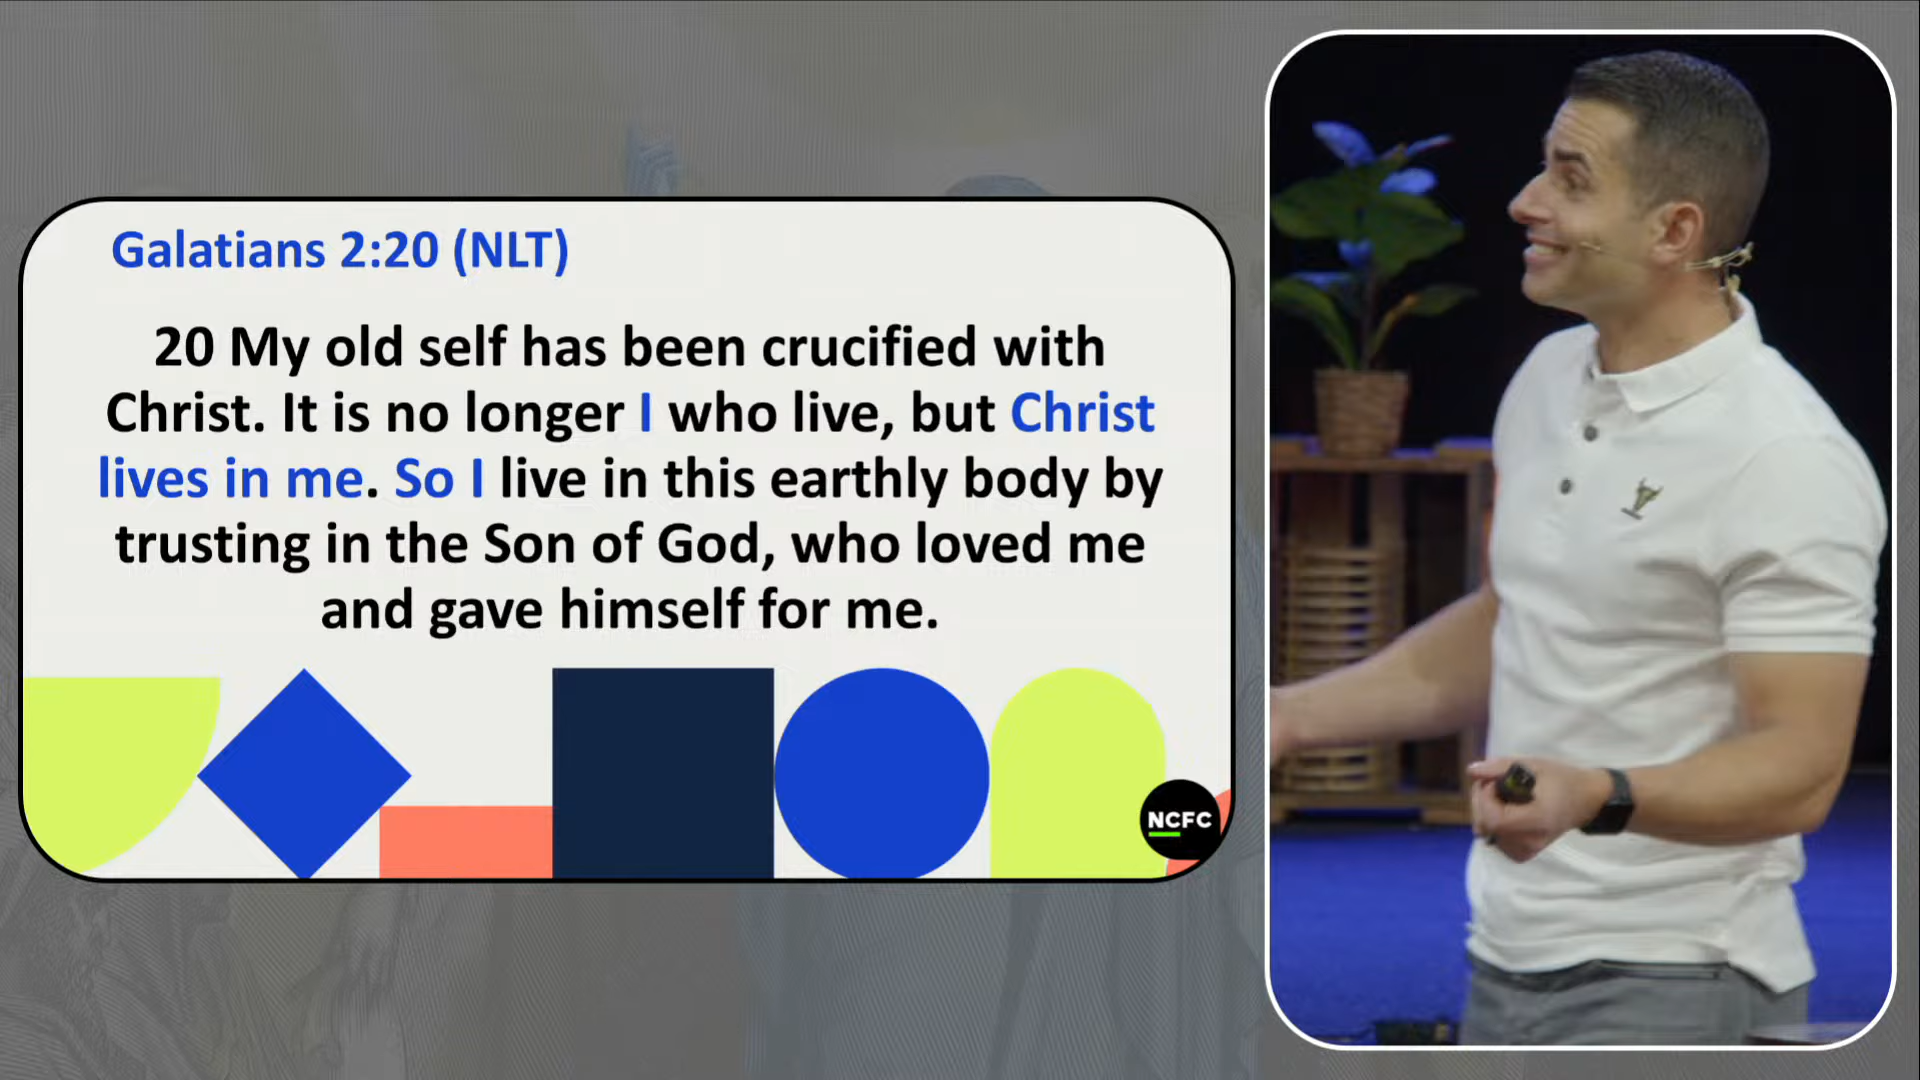 Galatians 2:20 (NLT)
20 My old self has been crucified with
Christ. It is no longer I who live, but Christ
lives in me. So I live in this earthly body by
trusting in the Son of God, who loved me
and gave himself for me.
NCFC